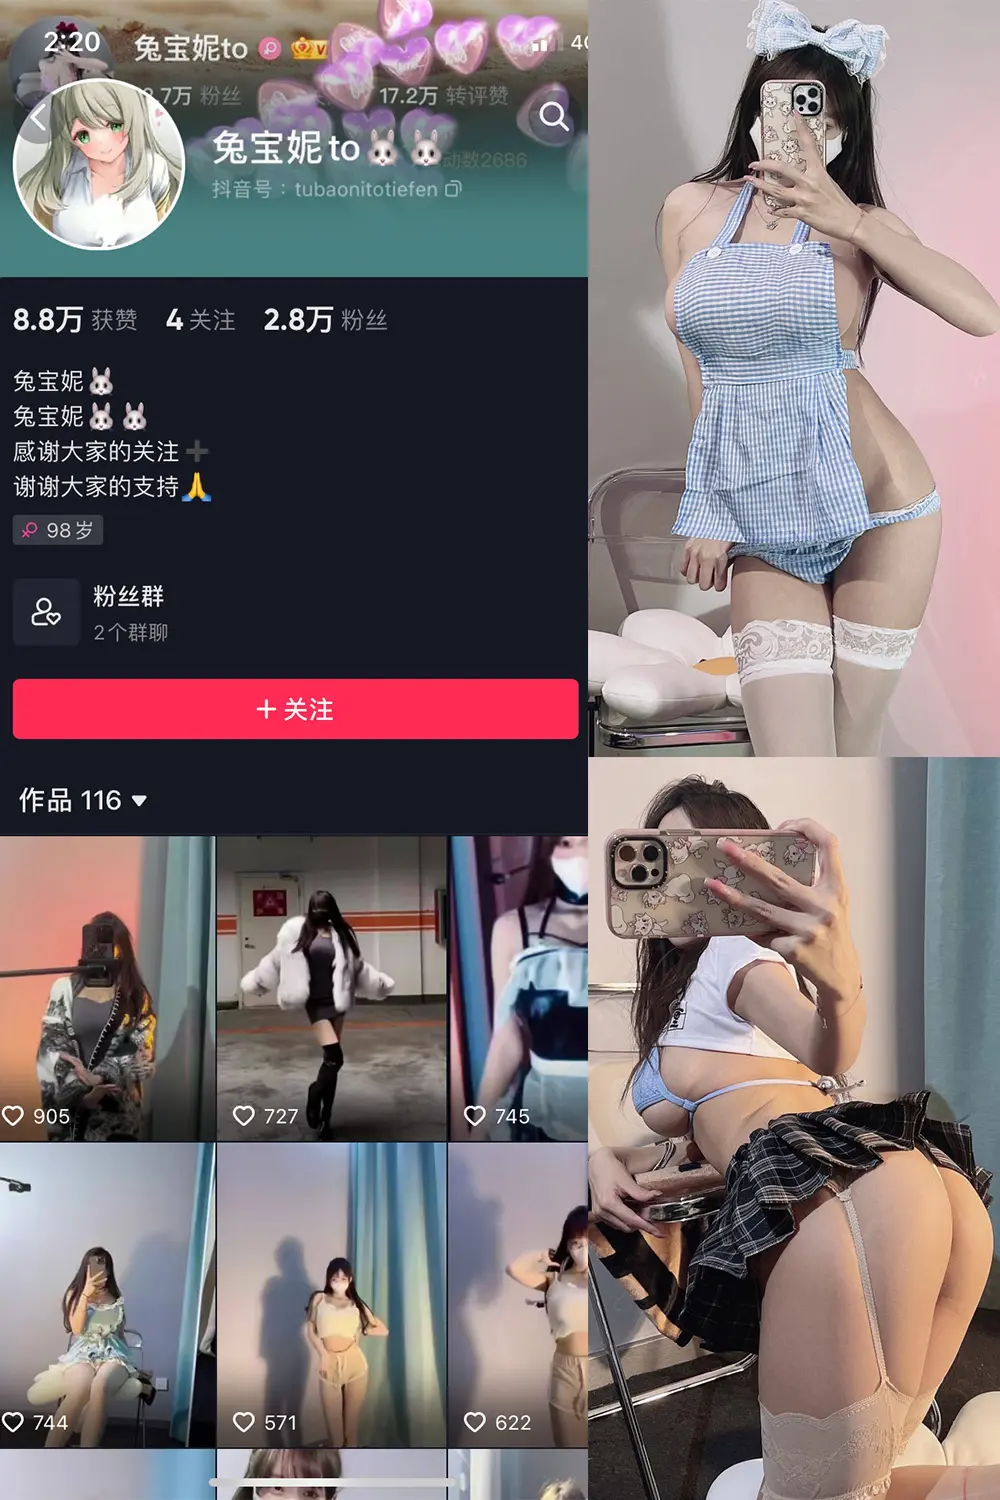 2:20
兔宝妮to
V
4G
.7万 粉丝
17.2万 转评赞
兔宝妮to🐰 🐰
动数2686
抖音号：tubaonitotiefen
8.8万 获赞 4 关注 2.8万 粉丝
兔宝妮🐰
兔宝妮🐰 🐰
感谢大家的关注➕
谢谢大家的支持🙏
98岁
粉丝群
2个群聊
+ 关注
作品 116
905
727
745
744
571
622